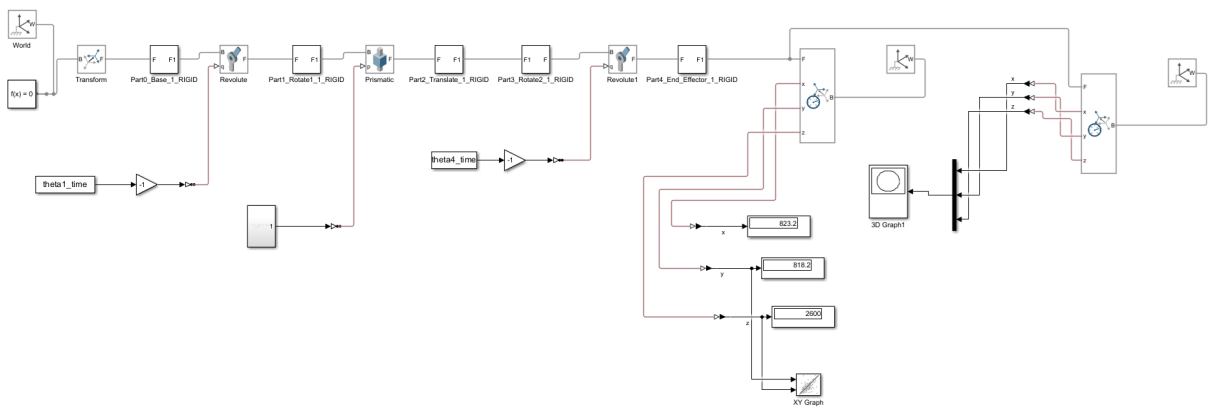 W
World
f(x) = 0
B F
Transform
F F1
Part0_Base_1_RIGID
B F
q
Revolute
F F1
Part1_Rotate1_1_RIGID
B F
p
Prismatic
F F1
Part2_Translate_1_RIGID
F F1
Part3_Rotate2_1_RIGID
B F
q
Revolute1
F F1
Part4_End_Effector_1_RIGID
F
x
y
z
B
W
x
y
z
F
x
y
z
B
W
theta1_time
-1
1
theta4_time
-1
3D Graph1
x
823.2
y
818.2
z
2600
XY Graph